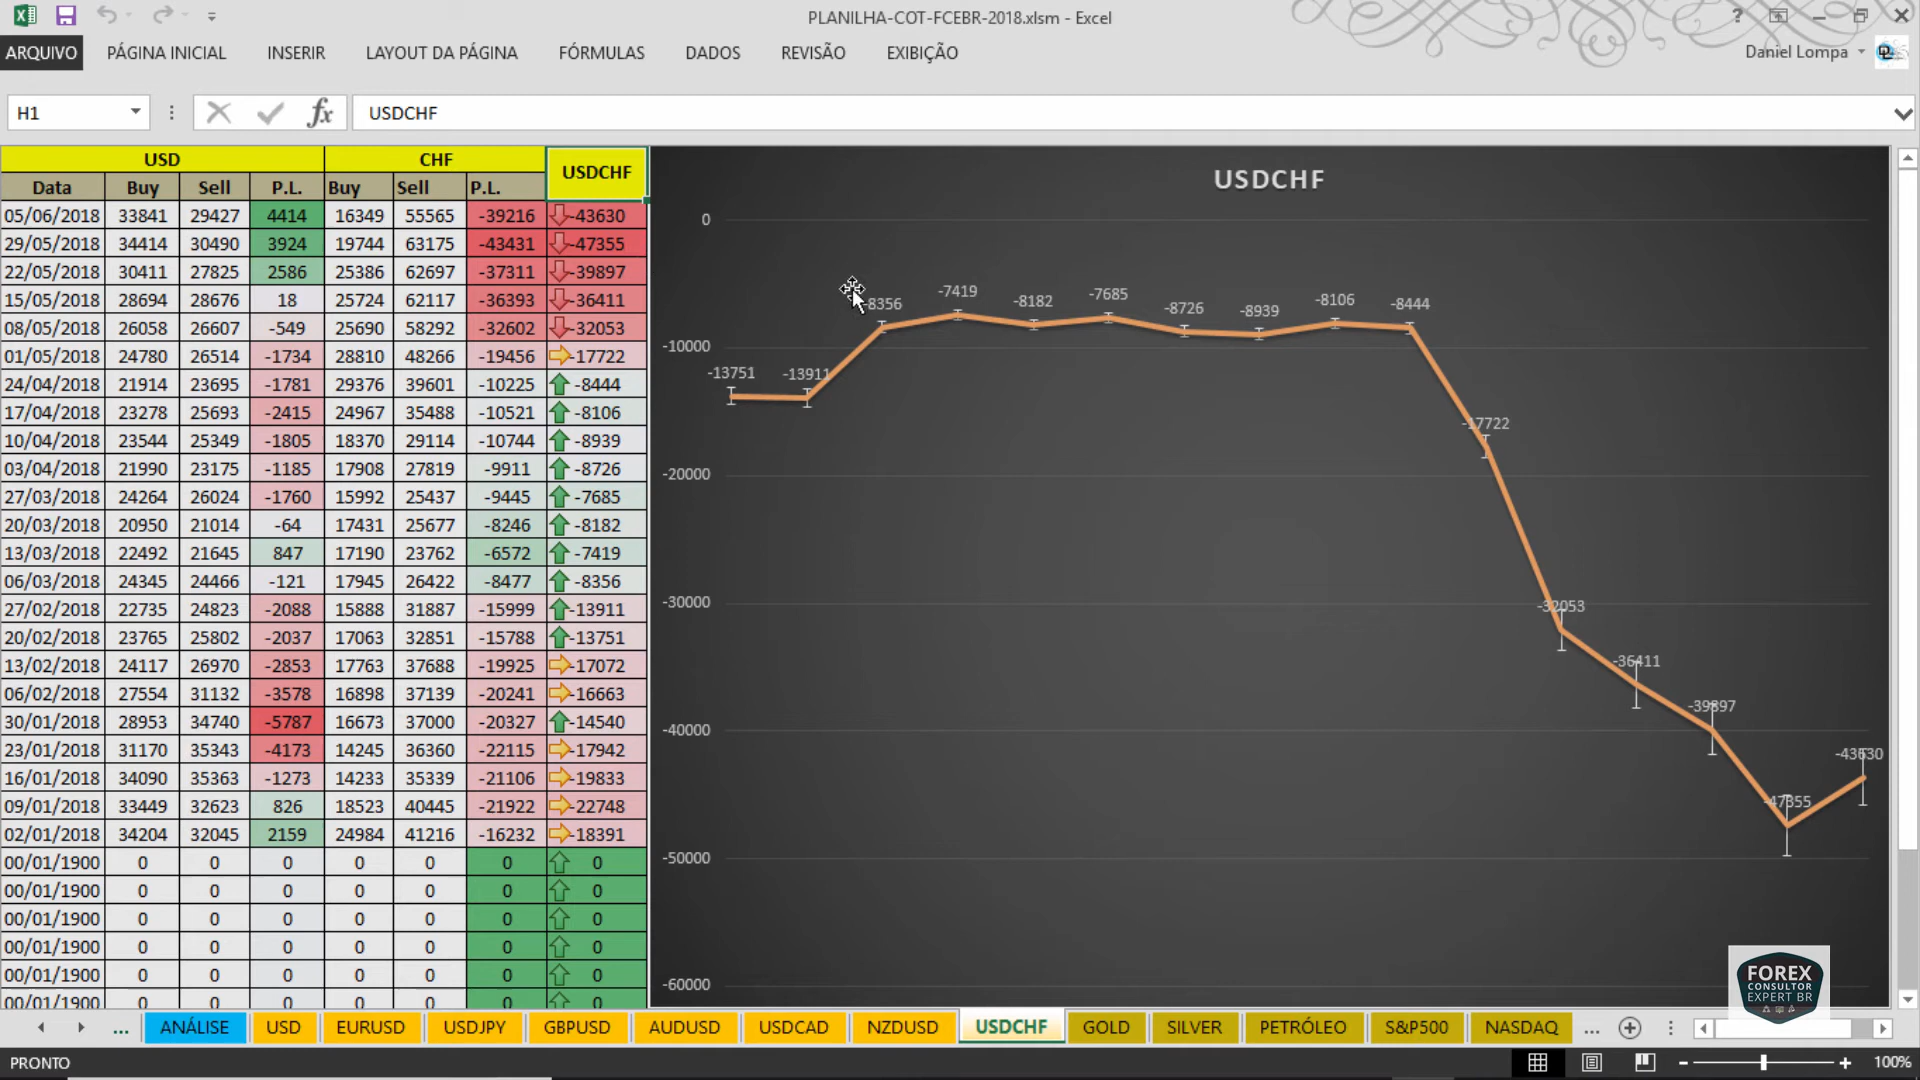 PLANILHA-COT-FCEBR-2018.xlsm - Excel
ARQUIVO PÁGINA INICIAL INSERIR LAYOUT DA PÁGINA FÓRMULAS DADOS REVISÃO EXIBIÇÃO Daniel Lompa
H1 fx USDCHF
USD CHF USDCHF
Data Buy Sell P.L. Buy Sell P.L.
05/06/2018 33841 29427 4414 16349 55565 -39216 -43630
29/05/2018 34414 30490 3924 19744 63175 -43431 -47355
22/05/2018 30411 27825 2586 25386 62697 -37311 -39897
15/05/2018 28694 28676 18 25724 62117 -36393 -36411
08/05/2018 26058 26607 -549 25690 58292 -32602 -32053
01/05/2018 24780 26514 -1734 28810 48266 -19456 -17722
24/04/2018 21914 23695 -1781 29376 39601 -10225 -8444
17/04/2018 23278 25693 -2415 24967 35488 -10521 -8106
10/04/2018 23544 25349 -1805 18370 29114 -10744 -8939
03/04/2018 21990 23175 -1185 17908 27819 -9911 -8726
27/03/2018 24264 26024 -1760 15992 25437 -9445 -7685
20/03/2018 20950 21014 -64 17431 25677 -8246 -8182
13/03/2018 22492 21645 847 17190 23762 -6572 -7419
06/03/2018 24345 24466 -121 17945 26422 -8477 -8356
27/02/2018 22735 24823 -2088 15888 31887 -15999 -13911
20/02/2018 23765 25802 -2037 17063 32851 -15788 -13751
13/02/2018 24117 26970 -2853 17763 37688 -19925 -17072
06/02/2018 27554 31132 -3578 16898 37139 -20241 -16663
30/01/2018 28953 34740 -5787 16673 37000 -20327 -14540
23/01/2018 31170 35343 -4173 14245 36360 -22115 -17942
16/01/2018 34090 35363 -1273 14233 35339 -21106 -19833
09/01/2018 33449 32623 826 18523 40445 -21922 -22748
02/01/2018 34204 32045 2159 24984 41216 -16232 -18391
00/01/1900 0 0 0 0 0 0 0
00/01/1900 0 0 0 0 0 0 0
00/01/1900 0 0 0 0 0 0 0
00/01/1900 0 0 0 0 0 0 0
00/01/1900 0 0 0 0 0 0 0
00/01/1900 0 0 0 0 0 0 0
USDCHF
0
-10000
-20000
-30000
-40000
-50000
-60000
-13751 -13911 -8356 -7419 -8182 -7685 -8726 -8939 -8106 -8444 -17722 -32053 -36411 -39897 -47355 -43630
FOREX
CONSULTOR
EXPERT BR
... ANÁLISE USD EURUSD USDJPY GBPUSD AUDUSD USDCAD NZDUSD USDCHF GOLD SILVER PETRÓLEO S&P500 NASDAQ ...
PRONTO 100%